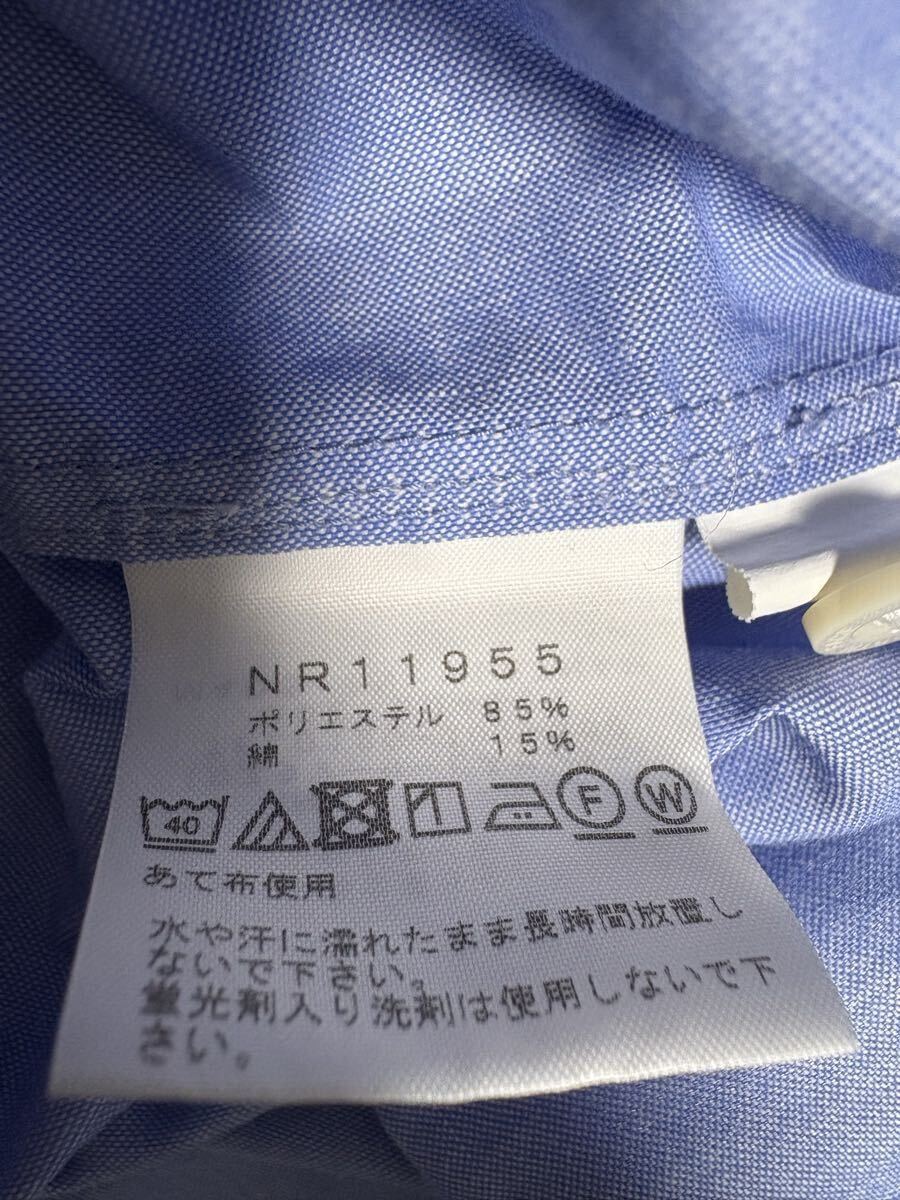 NR11955
ポリエステル 85%
綿 15%
40 F W
あて布使用
水や汗に濡れたまま長時間放置し
ないで下さい。
蛍光剤入り洗剤は使用しないで下
さい。